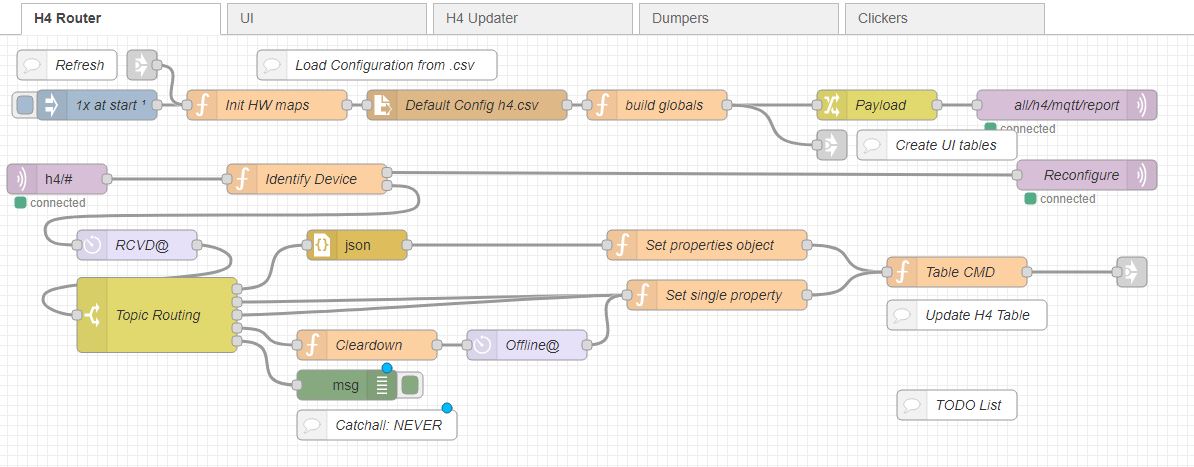 H4 Router
UI
H4 Updater
Dumpers
Clickers
Refresh
Load Configuration from .csv
1x at start ¹
Init HW maps
Default Config h4.csv
build globals
Payload
all/h4/mqtt/report
connected
Create UI tables
h4/#
connected
Identify Device
Reconfigure
connected
RCVD@
json
Set properties object
Table CMD
Set single property
Update H4 Table
Topic Routing
Cleardown
Offline@
msg
TODO List
Catchall: NEVER